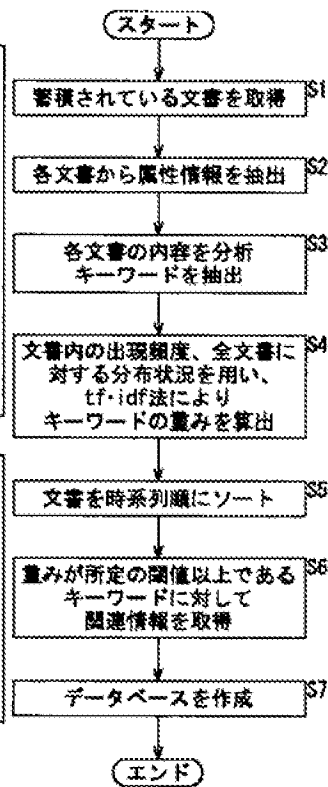 スタート
S1
蓄積されている文書を取得
S2
各文書から属性情報を抽出
S3
各文書の内容を分析
キーワードを抽出
S4
文書内の出現頻度、全文書に
対する分布状況を用い、
tf・idf法により
キーワードの重みを算出
S5
文書を時系列順にソート
S6
重みが所定の閾値以上である
キーワードに対して
関連情報を取得
S7
データベースを作成
エンド